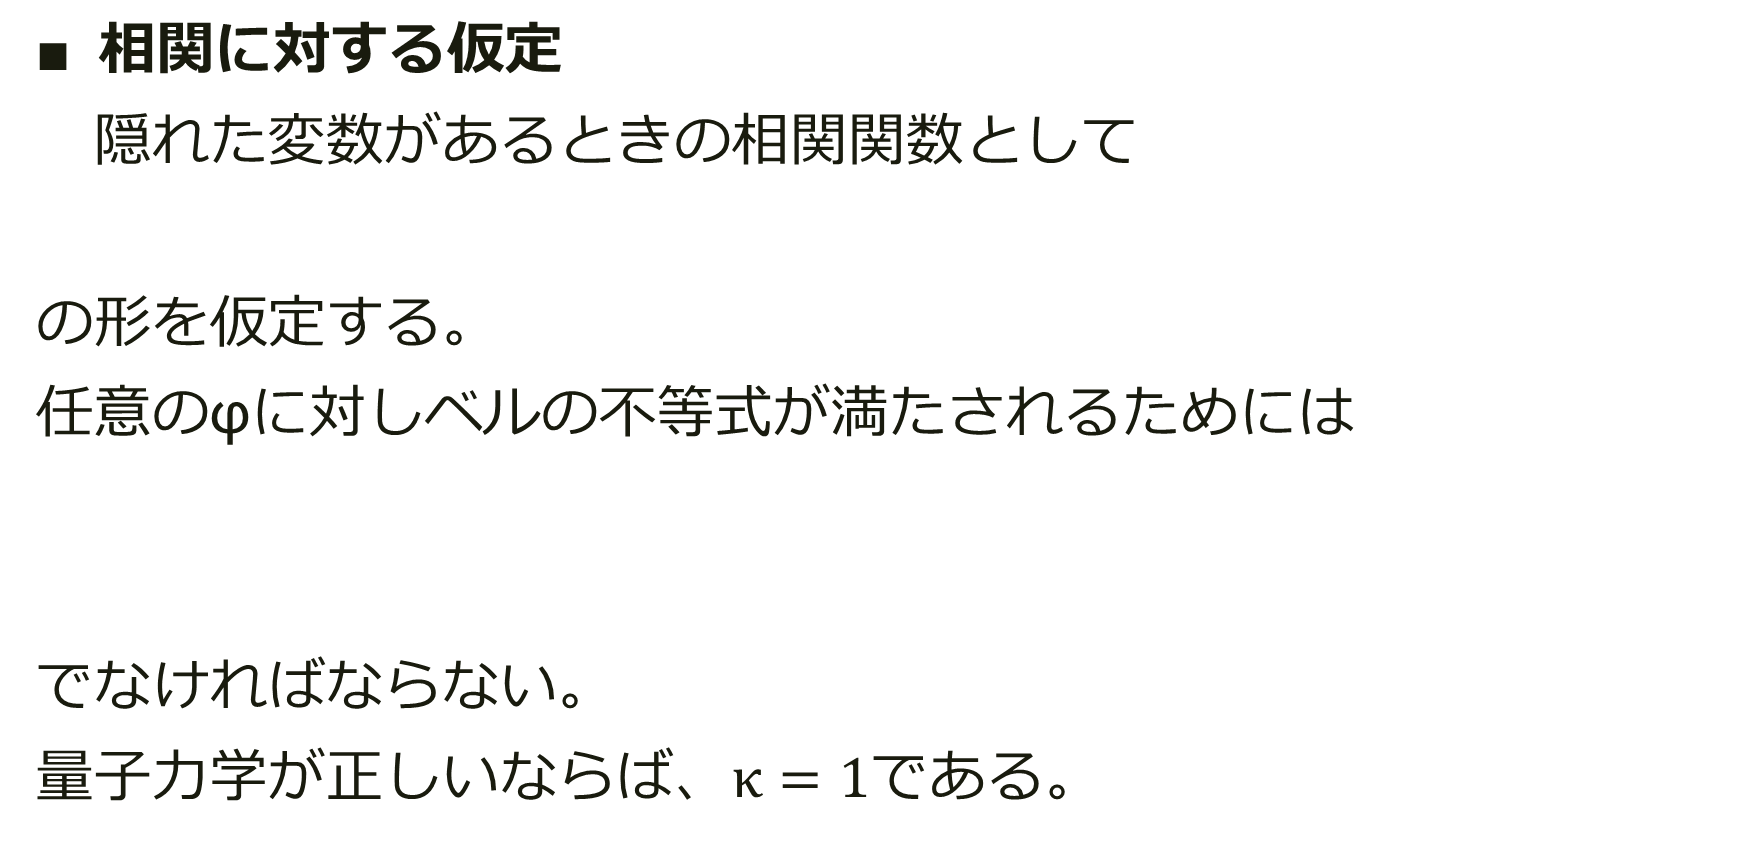 ■ 相関に対する仮定
隠れた変数があるときの相関関数として
の形を仮定する。
任意のφに対しベルの不等式が満たされるためには
でなければならない。
量子力学が正しいならば、κ = 1である。